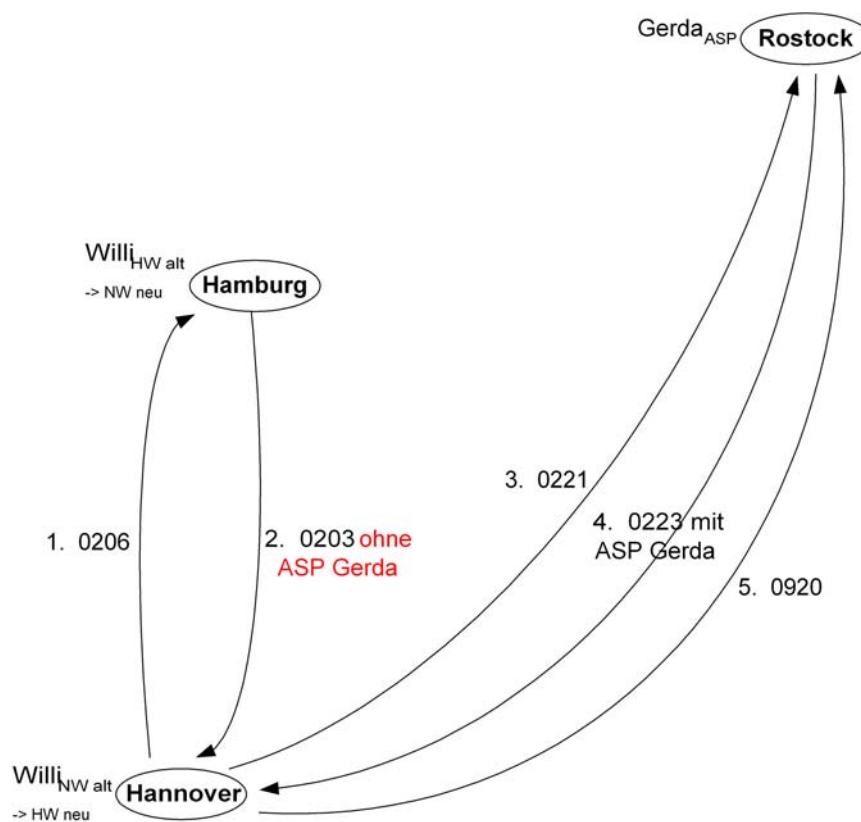 Gerda ASP Rostock
Willi HW alt
-> NW neu
Hamburg
3. 0221
4. 0223 mit
ASP Gerda
1. 0206
2. 0203 ohne
ASP Gerda
5. 0920
Willi NW alt
-> HW neu
Hannover